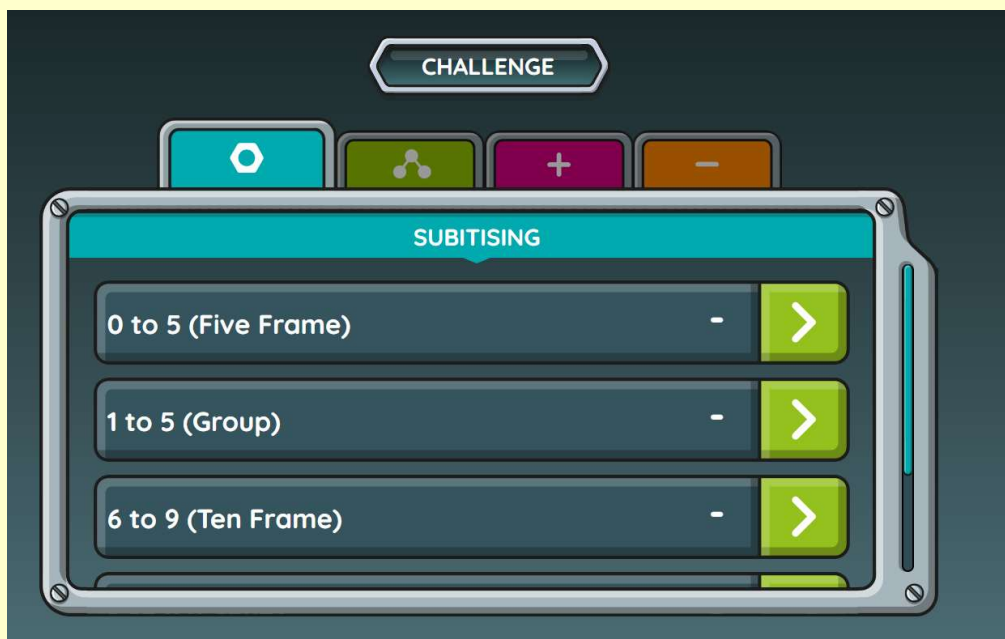 CHALLENGE
+
-
SUBITISING
0 to 5 (Five Frame) -
1 to 5 (Group) -
6 to 9 (Ten Frame) -